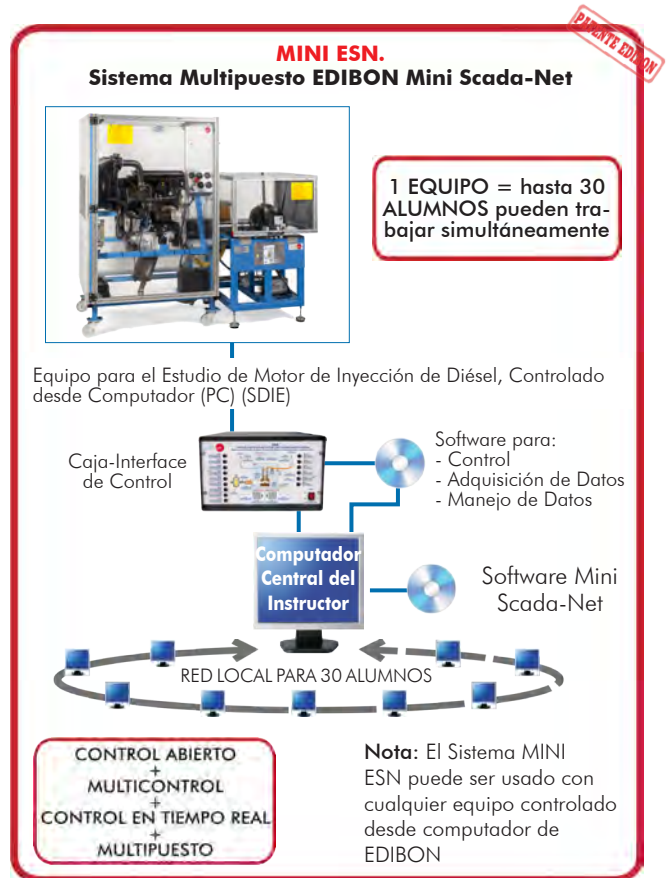 PATENTE EDIBON
MINI ESN.
Sistema Multipuesto EDIBON Mini Scada-Net
1 EQUIPO = hasta 30
ALUMNOS pueden tra-
bajar simultáneamente
Equipo para el Estudio de Motor de Inyección de Diésel, Controlado
desde Computador (PC) (SDIE)
Caja-Interface
de Control
Software para:
- Control
- Adquisición de Datos
- Manejo de Datos
Computador
Central del
Instructor
Software Mini
Scada-Net
RED LOCAL PARA 30 ALUMNOS
CONTROL ABIERTO
+
MULTICONTROL
+
CONTROL EN TIEMPO REAL
+
MULTIPUESTO
Nota: El Sistema MINI
ESN puede ser usado con
cualquier equipo controlado
desde computador de
EDIBON